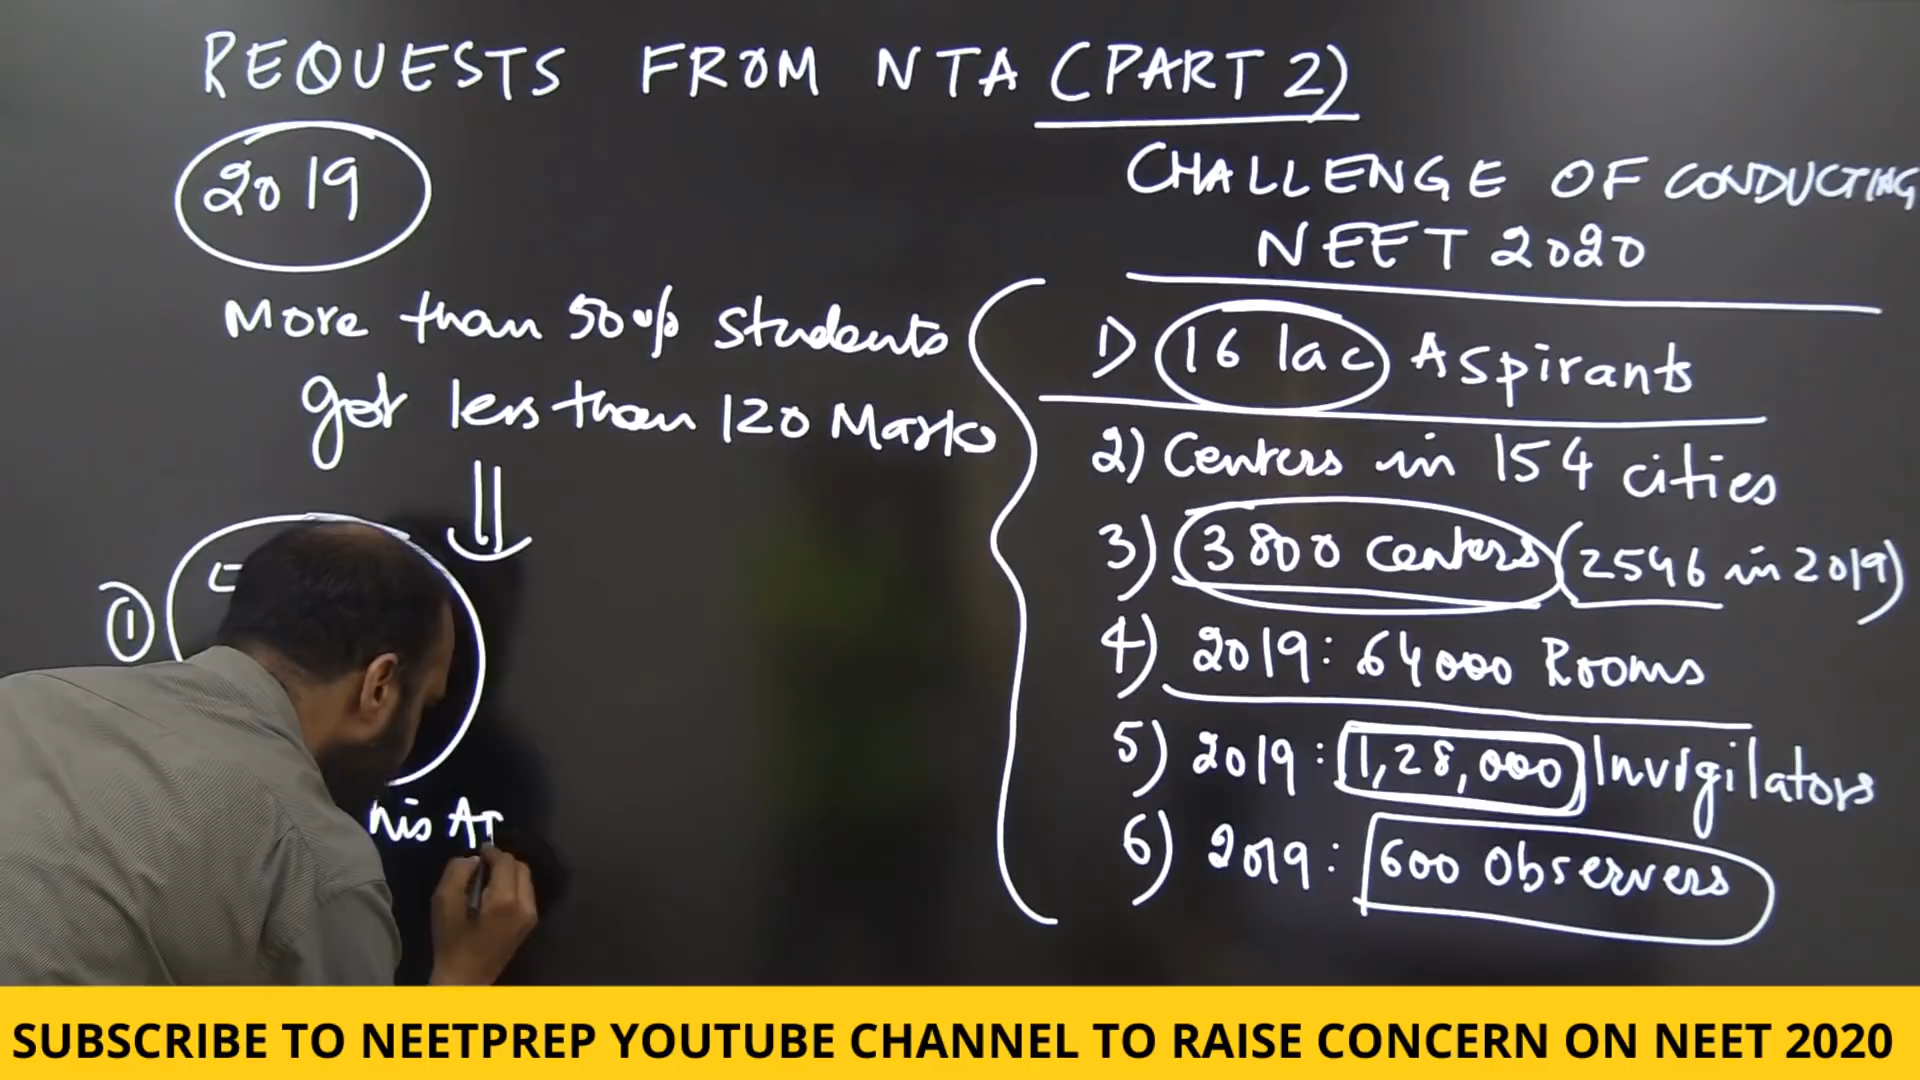 REQUESTS FROM NTA (PART 2)
2019
More than 50% students
got less than 120 Marks
①
CHALLENGE OF CONDUCTING
NEET 2020
1) 16 lac Aspirants
2) Centers in 154 cities
3) 3800 centers (2546 in 2019)
4) 2019: 64000 Rooms
5) 2019: 1,28,000 Invigilators
6) 2019: 600 Observers
SUBSCRIBE TO NEETPREP YOUTUBE CHANNEL TO RAISE CONCERN ON NEET 2020